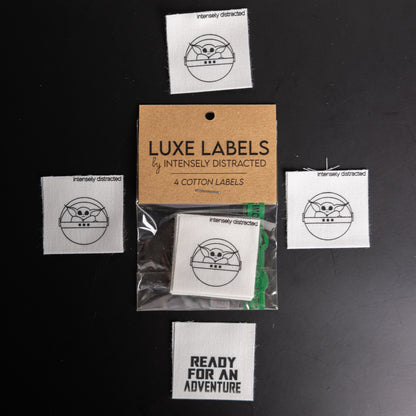 intensely distracted
LUXE LABELS
by INTENSELY DISTRACTED
4 COTTON LABELS
intensely distracted
intensely distracted
intensely distracted
READY
FOR AN
ADVENTURE